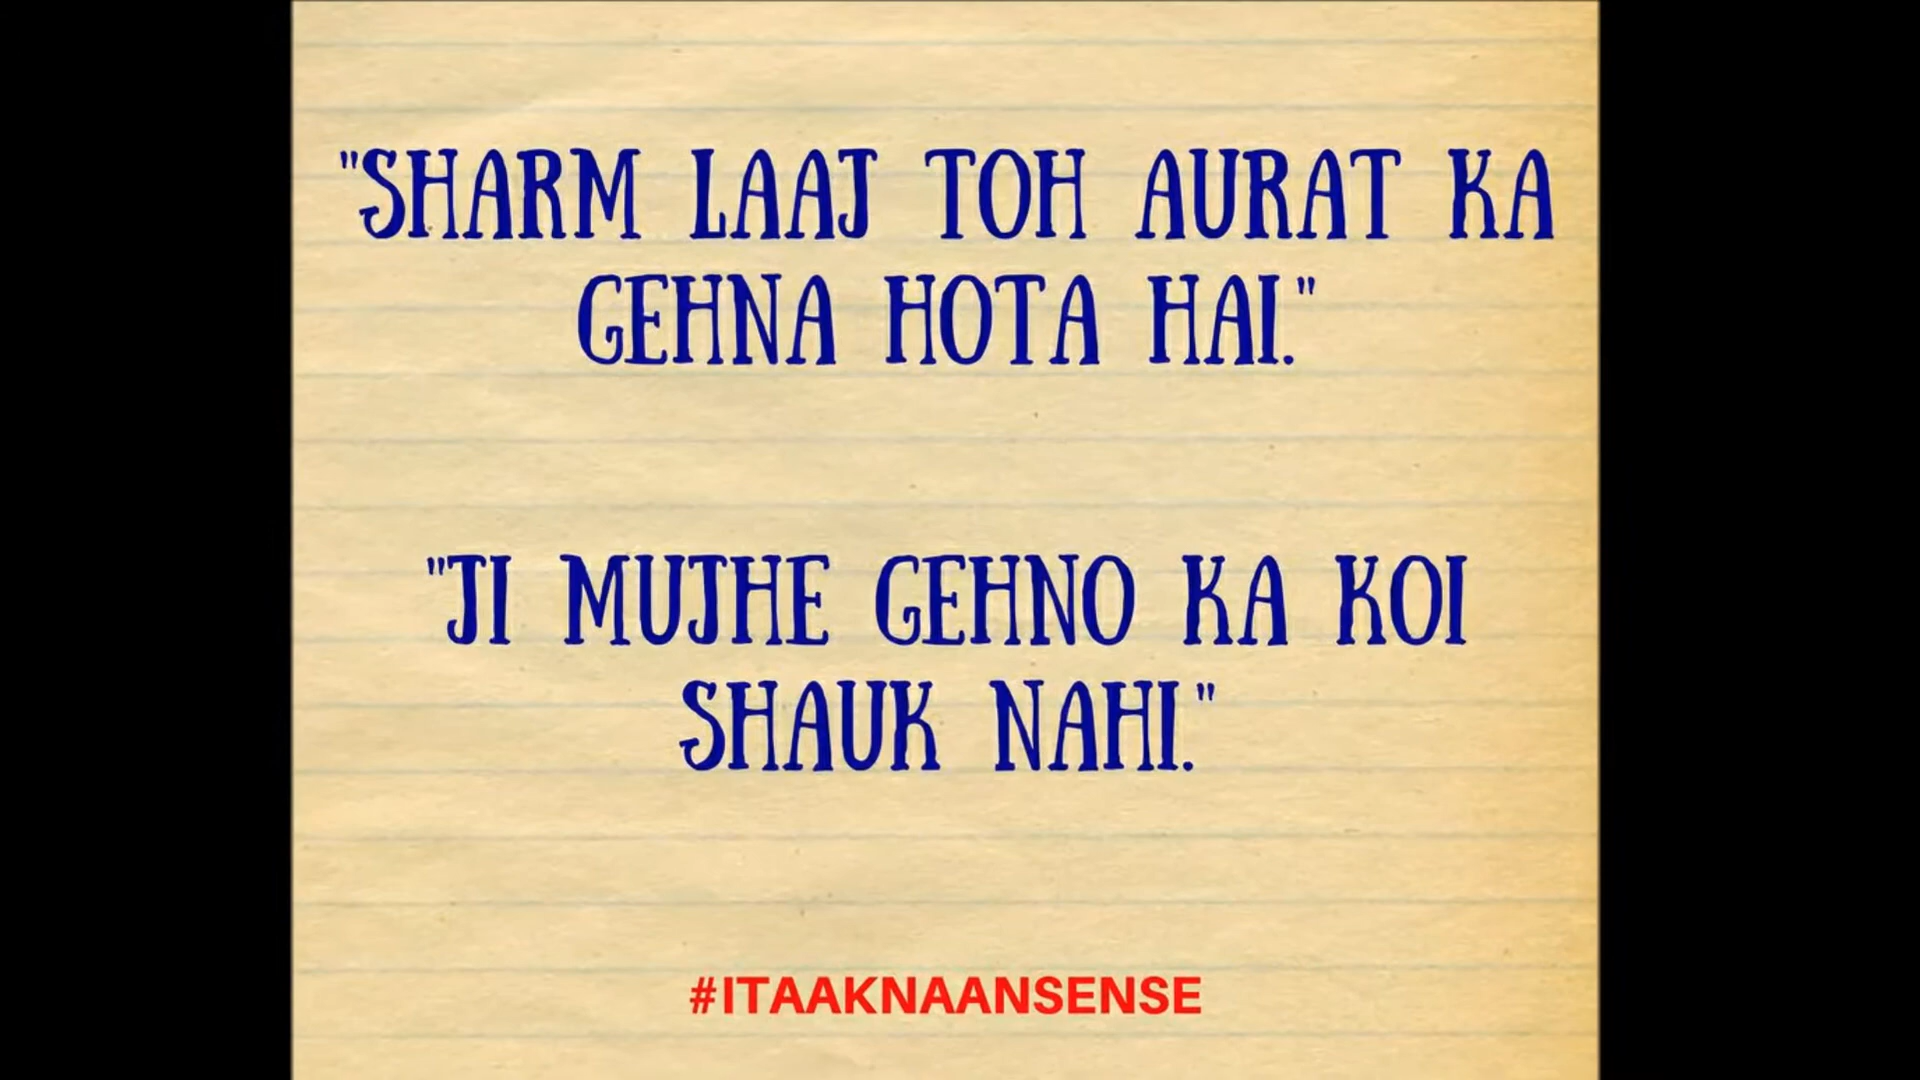 "SHARM LAAJ TOH AURAT KA
GEHNA HOTA HAI."
"JI MUJHE GEHNO KA KOI
SHAUK NAHI."
#ITAAKNAANSENSE